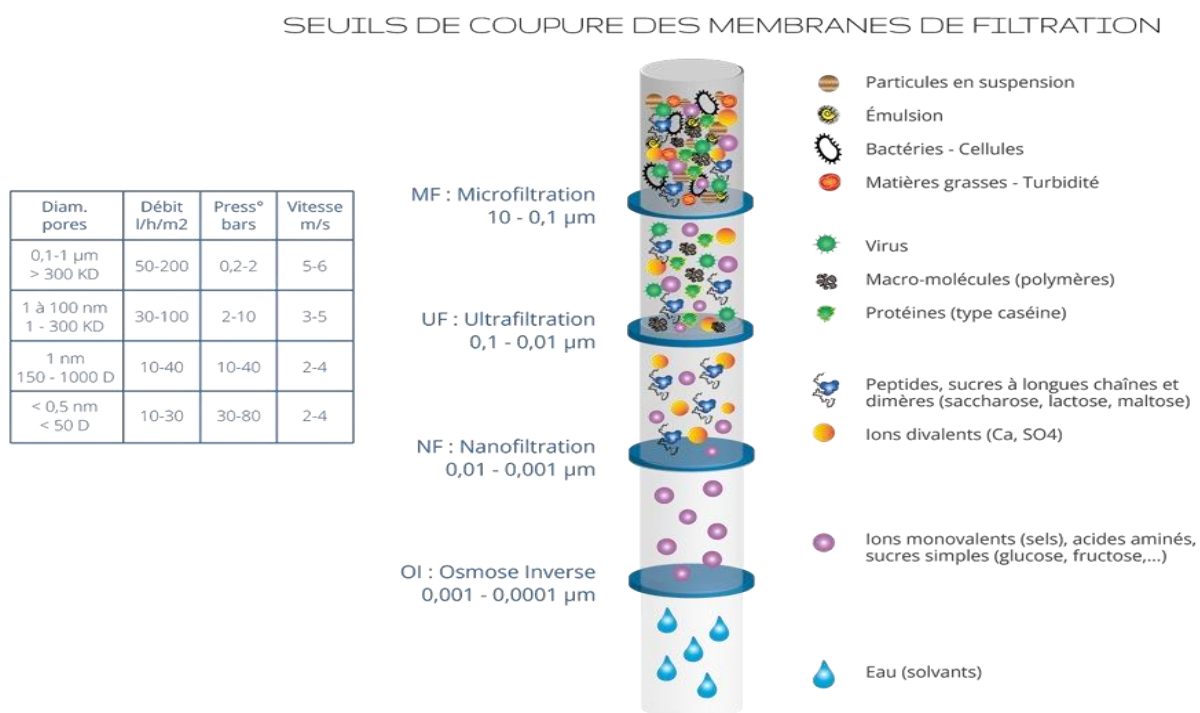 SEUILS DE COUPURE DES MEMBRANES DE FILTRATION
Diam. pores
Débit l/h/m2
Press° bars
Vitesse m/s
0,1-1 µm > 300 KD
50-200
0,2-2
5-6
1 à 100 nm 1 - 300 KD
30-100
2-10
3-5
1 nm 150 - 1000 D
10-40
10-40
2-4
< 0,5 nm < 50 D
10-30
30-80
2-4
MF : Microfiltration
10 - 0,1 µm
UF : Ultrafiltration
0,1 - 0,01 µm
NF : Nanofiltration
0,01 - 0,001 µm
OI : Osmose Inverse
0,001 - 0,0001 µm
Particules en suspension
Émulsion
Bactéries - Cellules
Matières grasses - Turbidité
Virus
Macro-molécules (polymères)
Protéines (type caséine)
Peptides, sucres à longues chaînes et
dimères (saccharose, lactose, maltose)
Ions divalents (Ca, SO4)
Ions monovalents (sels), acides aminés,
sucres simples (glucose, fructose,...)
Eau (solvants)